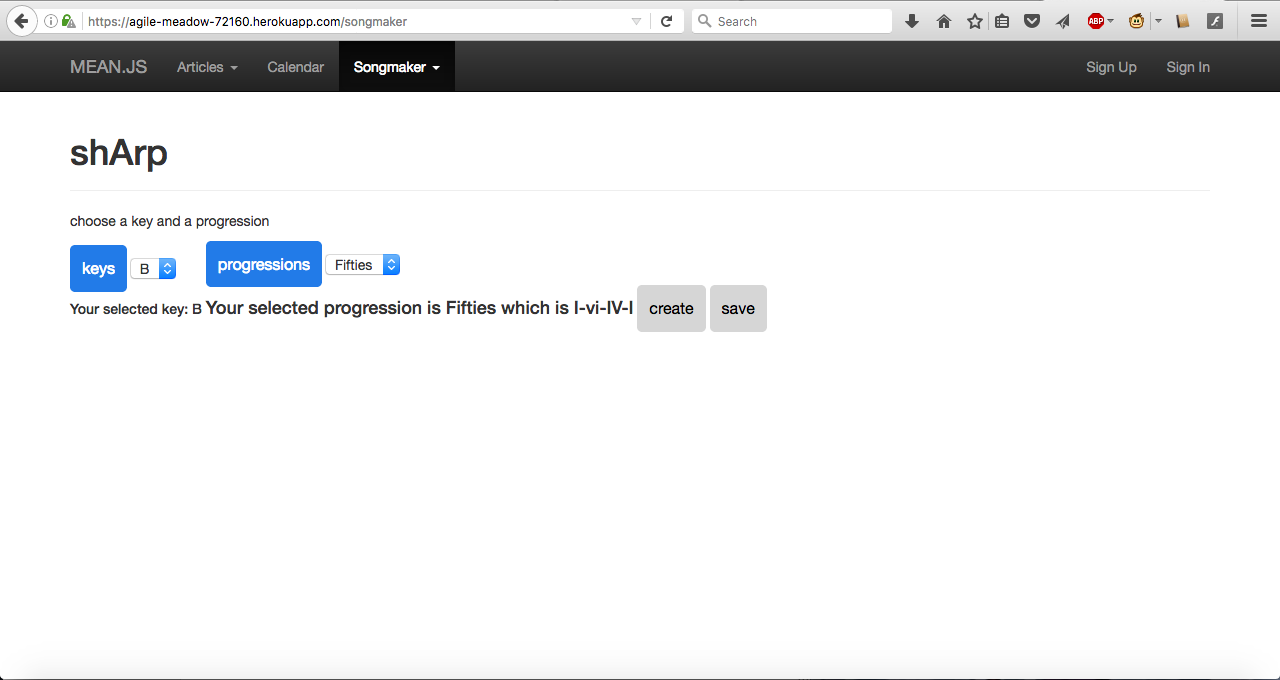 https://agile-meadow-72160.herokuapp.com/songmaker Search ABP
MEAN.JS Articles Calendar Songmaker Sign Up Sign In
shArp
choose a key and a progression
keys B progressions Fifties
Your selected key: B Your selected progression is Fifties which is I-vi-IV-I create save